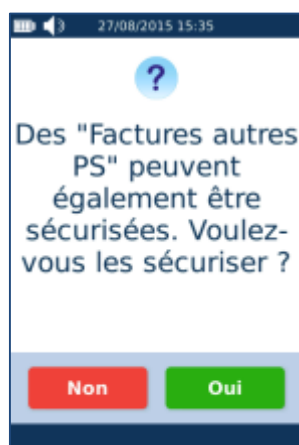 27/08/2015 15:35
?
Des "Factures autres
PS" peuvent
également être
sécurisées. Voulez-
vous les sécuriser ?
Non Oui